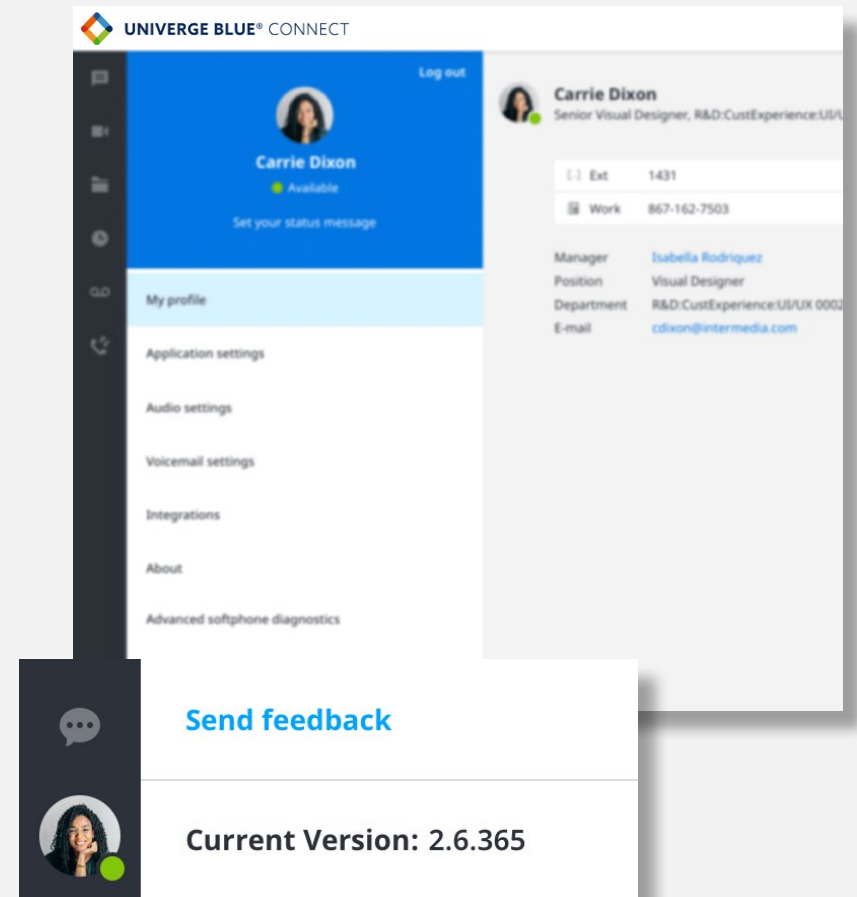 UNIVERGE BLUE® CONNECT
Log out
Carrie Dixon
Available
Set your status message
My profile
Application settings
Audio settings
Voicemail settings
Integrations
About
Advanced softphone diagnostics
Carrie Dixon
Senior Visual Designer, R&D:CustExperience:UI/U
Ext 1431
Work 867-162-7503
Manager Isabella Rodriquez
Position Visual Designer
Department R&D:CustExperience:UI/UX 0002
E-mail cdixon@intermedia.com
Send feedback
Current Version: 2.6.365